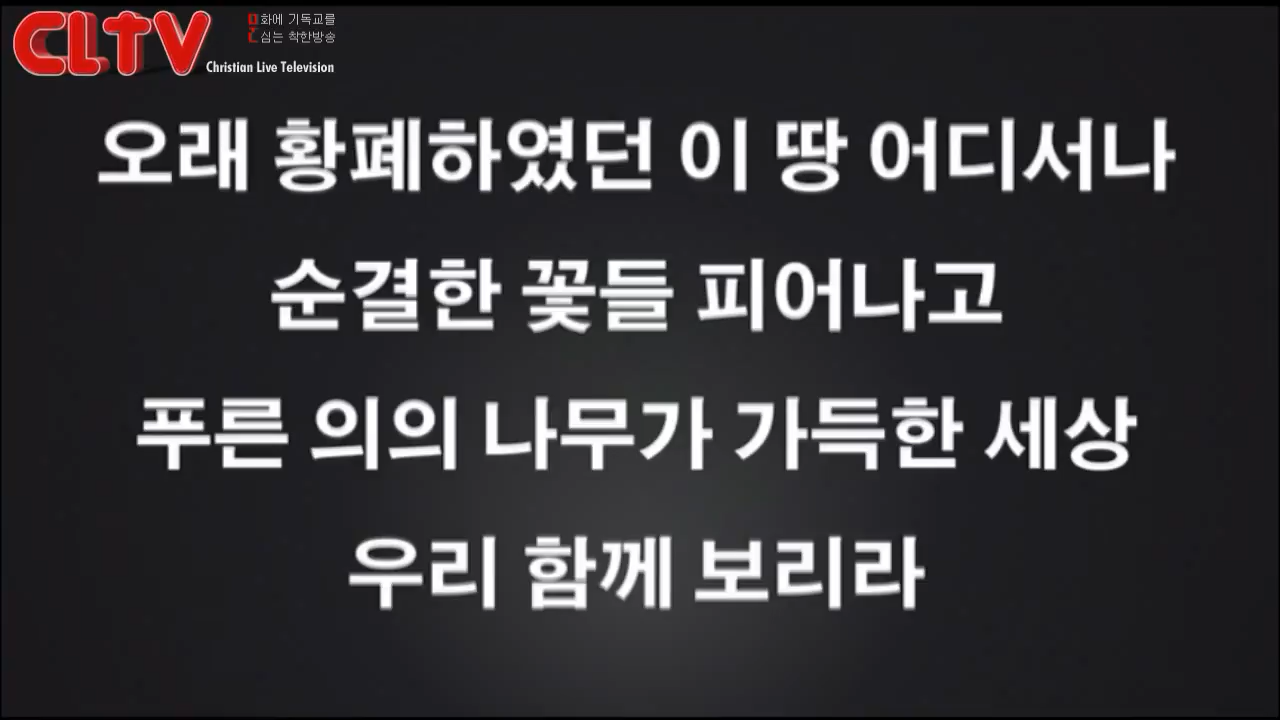 CLTV
문화에 기독교를
심는 착한방송
Christian Live Television
오래 황폐하였던 이 땅 어디서나
순결한 꽃들 피어나고
푸른 의의 나무가 가득한 세상
우리 함께 보리라